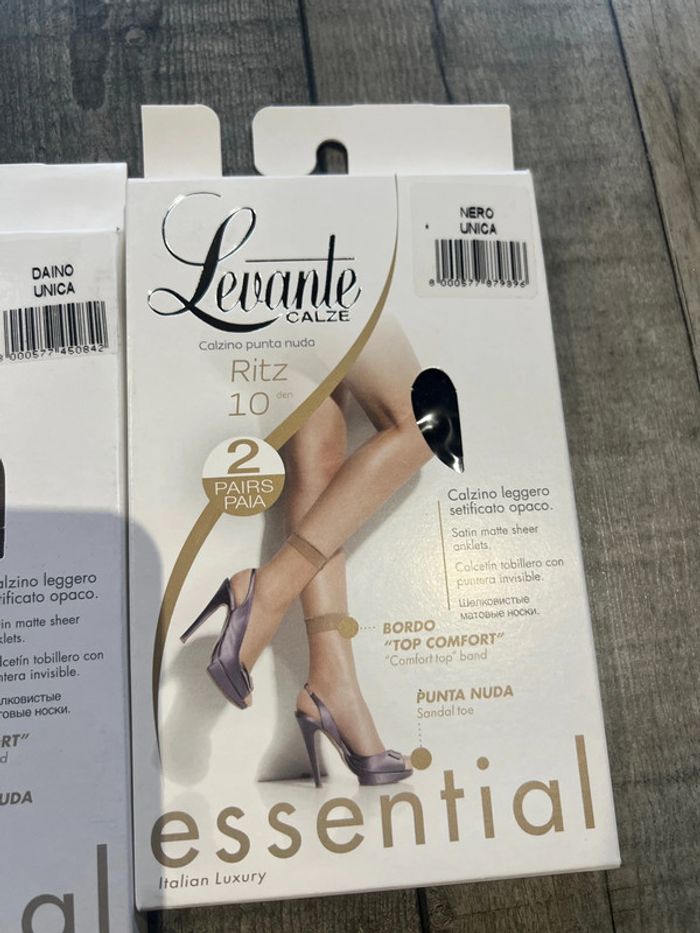 DAINO
UNICA
8 000577 450842
alzino leggero
tificato opaco.
tin matte sheer
klets.
lcetín tobillero con
ntera invisible.
лковистые
товые носки.
RT"
d
UDA
al
Levante
CALZE
Calzino punta nuda
Ritz
10 den
2
PAIRS
PAIA
NERO
UNICA
8 000577 879896
Calzino leggero
setificato opaco.
Satin matte sheer
anklets.
Calcetín tobillero con
puntera invisible.
Шелковистые
матовые носки.
BORDO
"TOP COMFORT"
"Comfort top" band
PUNTA NUDA
Sandal toe
essential
Italian Luxury